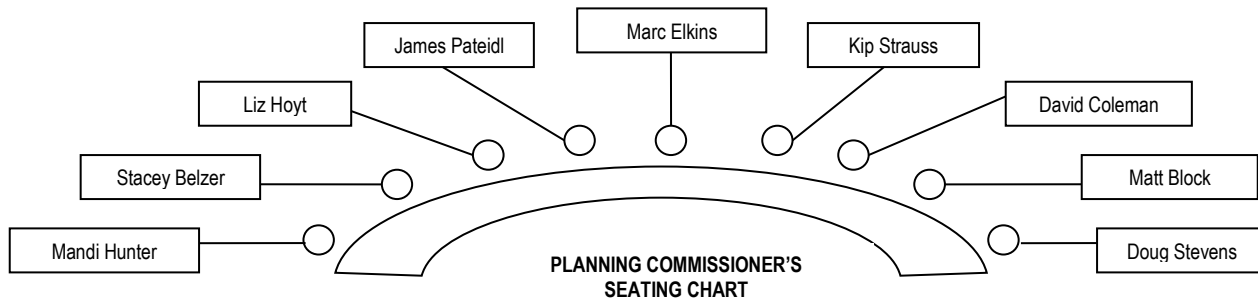 Marc Elkins
James Pateidl
Kip Strauss
Liz Hoyt
David Coleman
Stacey Belzer
Matt Block
Mandi Hunter
Doug Stevens
PLANNING COMMISSIONER'S
SEATING CHART